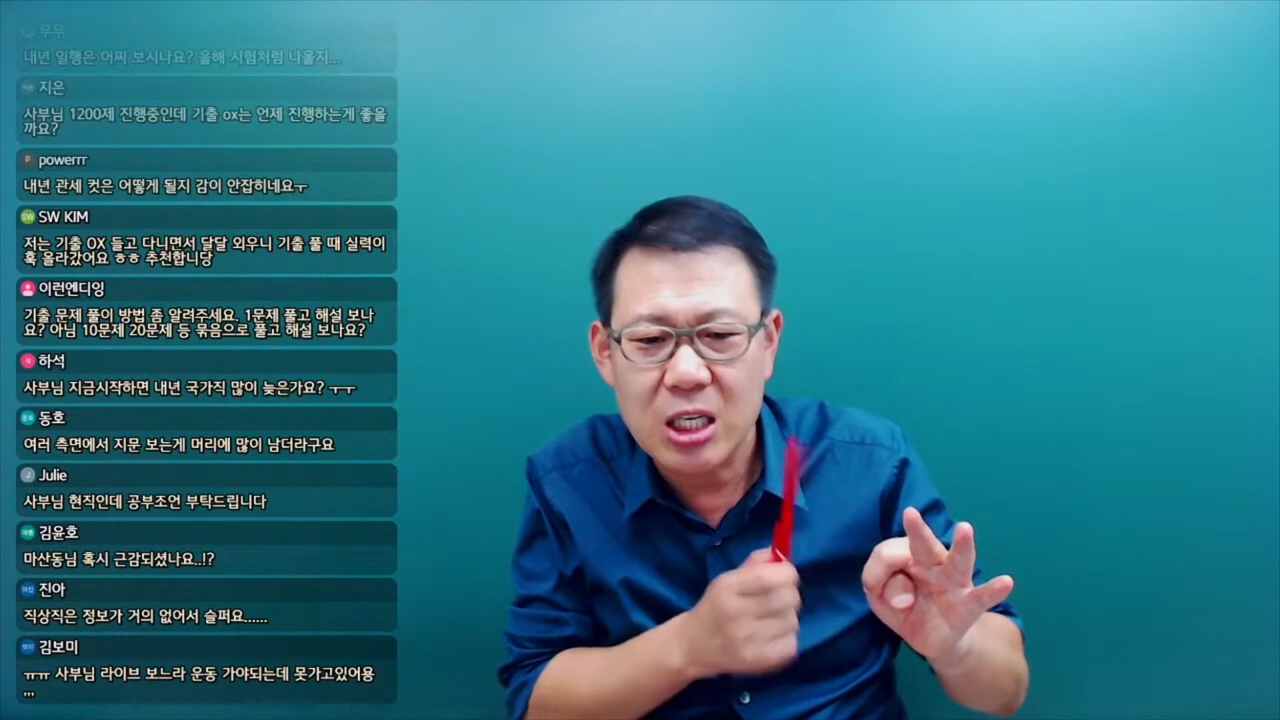 무무
내년 일행은 어찌 보시나요? 올해 시험처럼 나올지...
지은
사부님 1200제 진행중인데 기출 ox는 언제 진행하는게 좋을
까요?
P powerrr
내년 관세 컷은 어떻게 될지 감이 안잡히네요ㅜ
SW SW KIM
저는 기출 OX 들고 다니면서 달달 외우니 기출 풀 때 실력이
훅 올라갔어요 ㅎㅎ 추천합니당
이런엔디잉
기출 문제 풀이 방법 좀 알려주세요. 1문제 풀고 해설 보나
요? 아님 10문제 20문제 등 묶음으로 풀고 해설 보나요?
하석
사부님 지금시작하면 내년 국가직 많이 늦은가요? ㅜㅜ
동호
여러 측면에서 지문 보는게 머리에 많이 남더라구요
J Julie
사부님 현직인데 공부조언 부탁드립니다
김윤호
마산동님 혹시 근감되셨나요..!?
진아
직상직은 정보가 거의 없어서 슬퍼요......
김보미
ㅠㅠ 사부님 라이브 보느라 운동 가야되는데 못가고있어용
...